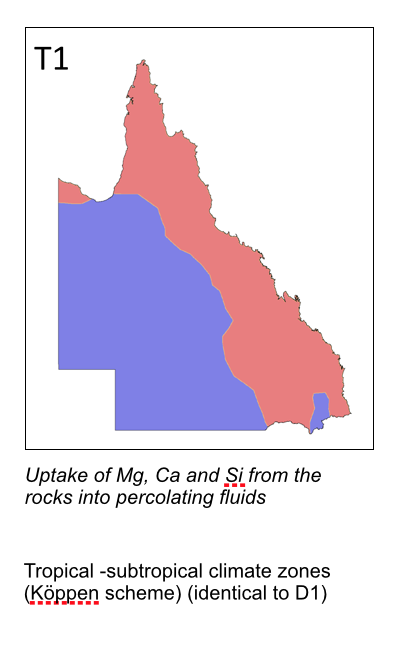 T1
Uptake of Mg, Ca and Si from the
rocks into percolating fluids
Tropical -subtropical climate zones
(Köppen scheme) (identical to D1)